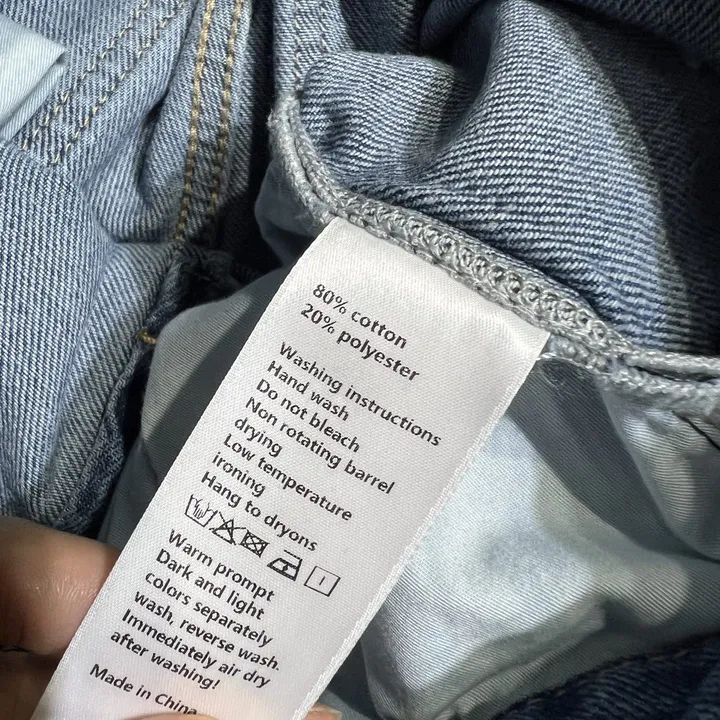 80% cotton
20% polyester
Washing instructions
Hand wash
Do not bleach
Non rotating barrel
drying
Low temperature
ironing
Hang to dryons
Warm prompt
Dark and light
colors separately
wash, reverse wash.
Immediately air dry
after washing!
Made in China